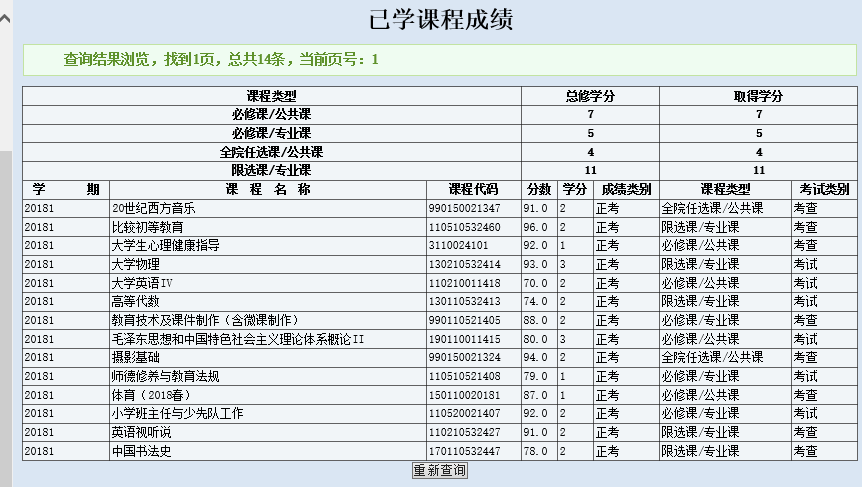 已学课程成绩
查询结果浏览，找到1页，总共14条，当前页号：1
课程类型 总修学分 取得学分
必修课/公共课 7 7
必修课/专业课 5 5
全院任选课/公共课 4 4
限选课/专业课 11 11
学 期 课 程 名 称 课程代码 分数 学分 成绩类别 课程类型 考试类别
20181 20世纪西方音乐 990150021347 91.0 2 正考 全院任选课/公共课 考查
20181 比较初等教育 110510532460 96.0 2 正考 限选课/专业课 考查
20181 大学生心理健康指导 3110024101 92.0 1 正考 必修课/公共课 考查
20181 大学物理 130210532414 93.0 3 正考 限选课/专业课 考试
20181 大学英语IV 110210011418 70.0 2 正考 必修课/公共课 考试
20181 高等代数 130110532413 74.0 2 正考 限选课/专业课 考试
20181 教育技术及课件制作（含微课制作） 990110521405 88.0 2 正考 必修课/专业课 考查
20181 毛泽东思想和中国特色社会主义理论体系概论II 190110011415 80.0 3 正考 必修课/公共课 考试
20181 摄影基础 990150021324 94.0 2 正考 全院任选课/公共课 考查
20181 师德修养与教育法规 110510521408 79.0 1 正考 必修课/专业课 考试
20181 体育（2018春） 150110020181 87.0 1 正考 必修课/公共课 考查
20181 小学班主任与少先队工作 110520021407 92.0 2 正考 必修课/专业课 考试
20181 英语视听说 110210532427 91.0 2 正考 限选课/专业课 考查
20181 中国书法史 170110532447 78.0 2 正考 限选课/专业课 考查
重新查询